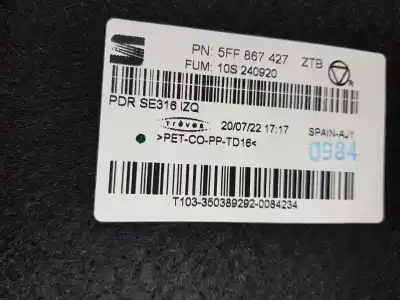 PN: 5FF 867 427 ZTB
FUM: 10S 240920
R
PDR SE316 IZQ
Trèves 20/07/22 17:17 SPAIN-AJ1
>PET-CO-PP-TD16< 0984
T103-350389292-0084234